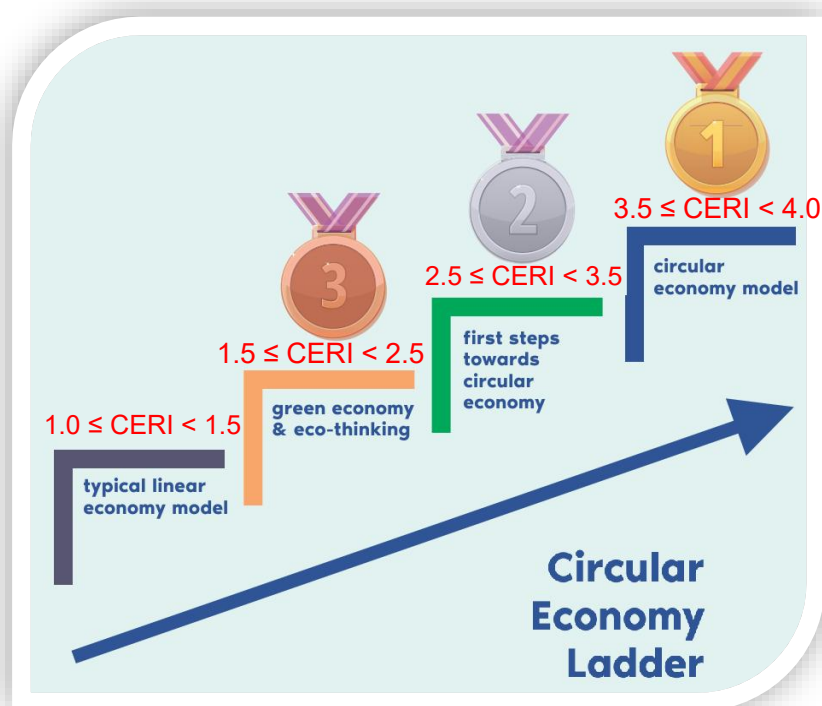 1
3.5 ≤ CERI < 4.0
circular
economy model
2
2.5 ≤ CERI < 3.5
first steps
towards
circular
economy
3
1.5 ≤ CERI < 2.5
green economy
& eco-thinking
1.0 ≤ CERI < 1.5
typical linear
economy model
Circular
Economy
Ladder